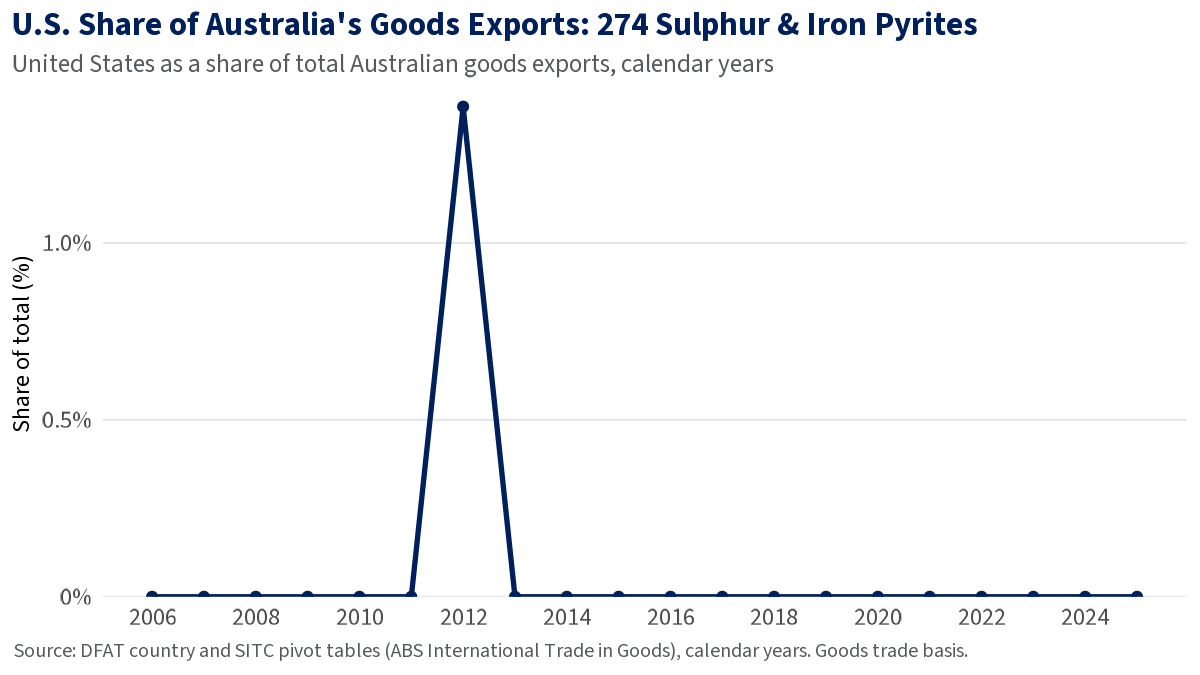 U.S. Share of Australia's Goods Exports: 274 Sulphur & Iron Pyrites
United States as a share of total Australian goods exports, calendar years
Share of total (%)
1.0%
0.5%
0%
2006 2008 2010 2012 2014 2016 2018 2020 2022 2024
Source: DFAT country and SITC pivot tables (ABS International Trade in Goods), calendar years. Goods trade basis.